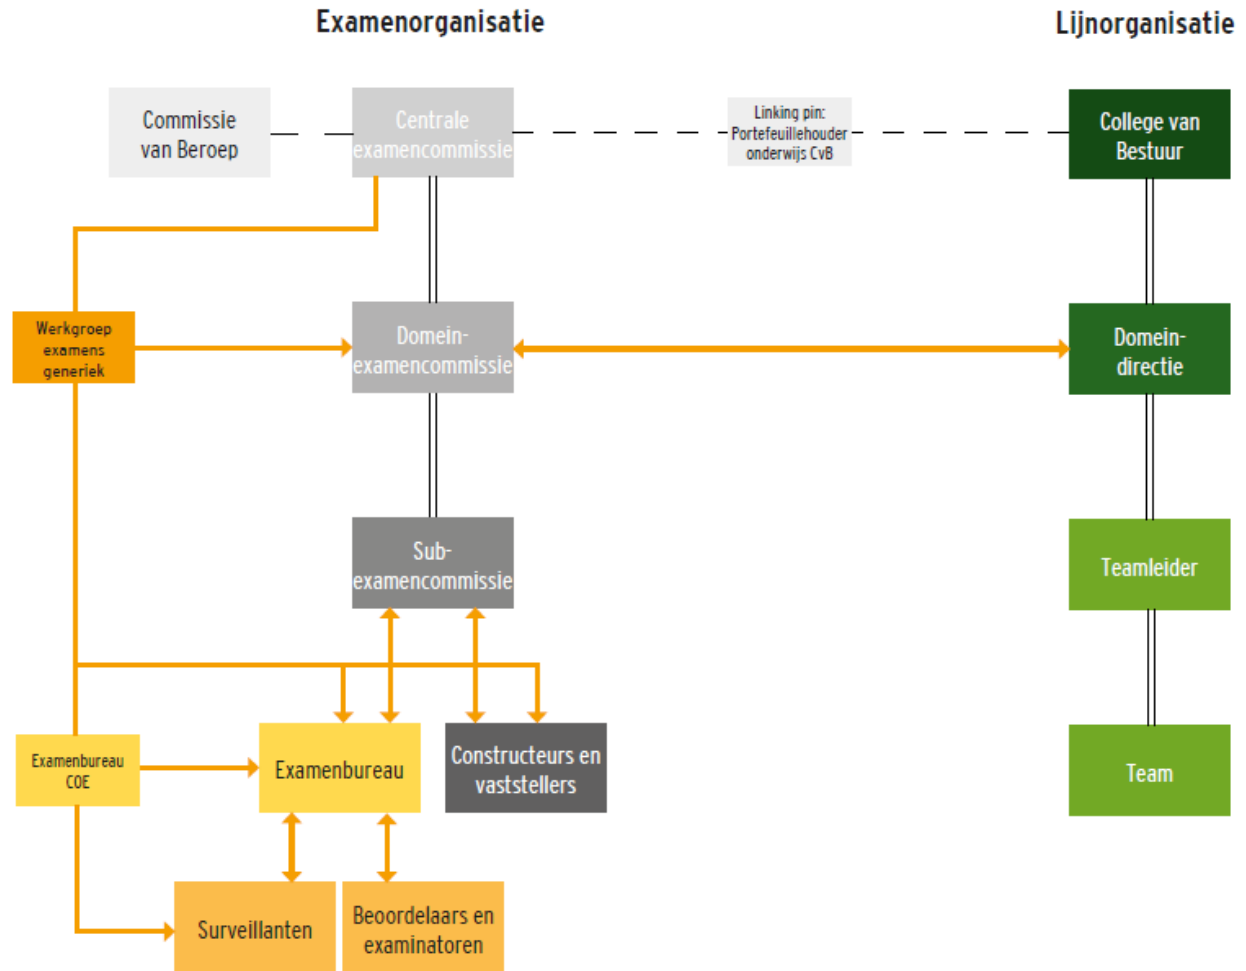 Examenorganisatie
Lijnorganisatie
Commissie
van Beroep
Centrale
examencommissie
Linking pin:
Portefeuillehouder
onderwijs CvB
College van
Bestuur
Werkgroep
examens
generiek
Domein-
examencommissie
Domein-
directie
Sub-
examencommissie
Teamleider
Examenbureau
COE
Examenbureau
Constructeurs en
vaststellers
Team
Surveillanten
Beoordelaars en
examinatoren